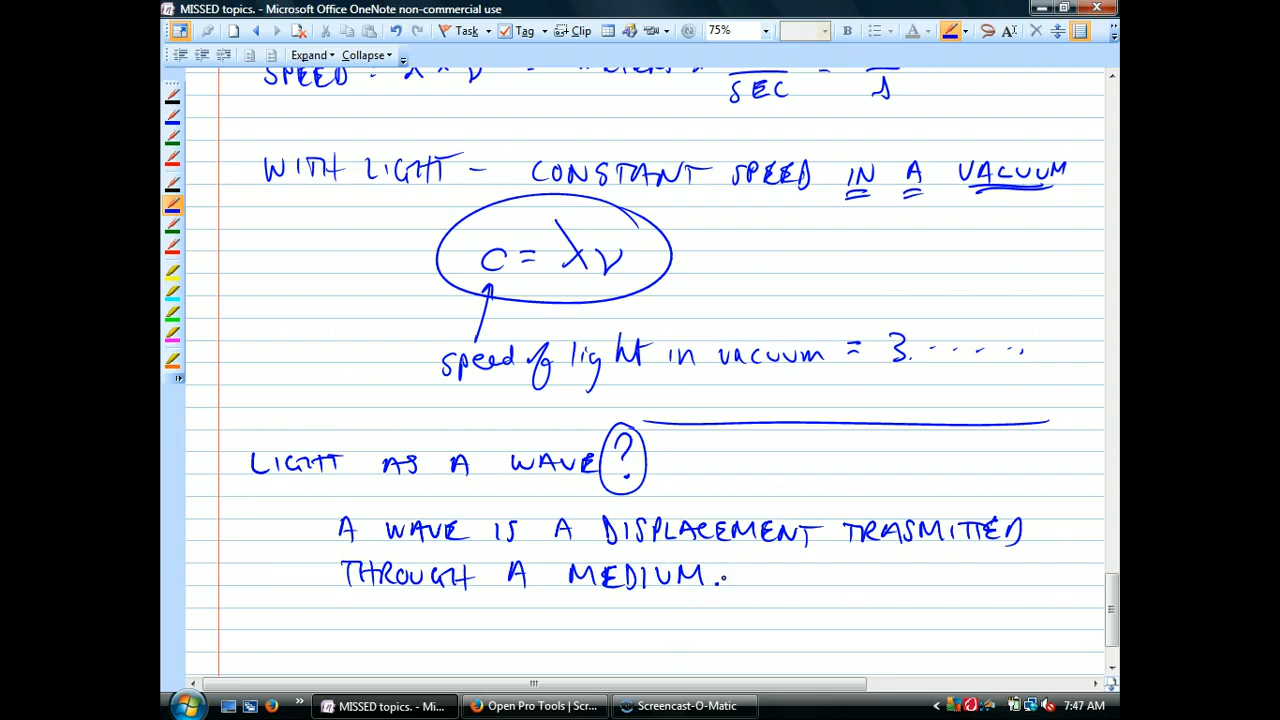 MISSED topics. - Microsoft Office OneNote non-commercial use
Task Tag Clip 75% B A
Expand Collapse
SPEED
SEC
WITH LIGHT - CONSTANT SPEED IN A VACUUM
c = λν
speed of light in vacuum = 3. . . . . .
LIGHT AS A WAVE ?
A WAVE IS A DISPLACEMENT TRASMITTED
THROUGH A MEDIUM.
MISSED topics. - Mi... Open Pro Tools | Scr... Screencast-O-Matic 7:47 AM